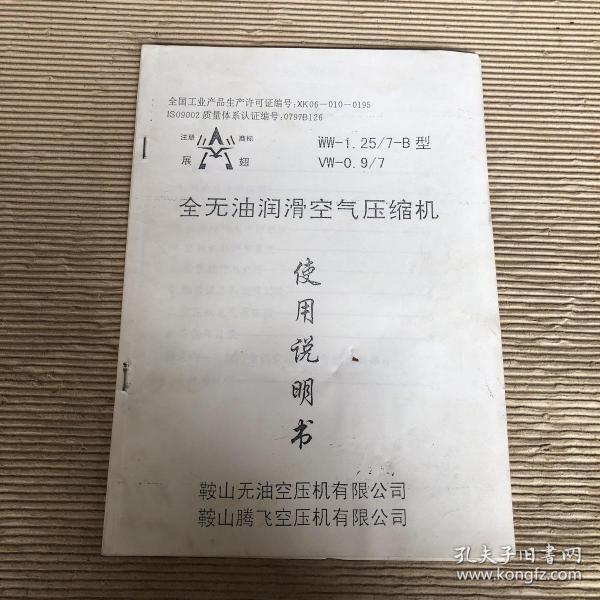 全国工业产品生产许可证编号:XK06-010-0195
ISO9002质量体系认证编号:0797B126
注册 商标
展 翅
WW-1.25/7-B型
VW-0.9/7
全无油润滑空气压缩机
使用说明书
鞍山无油空压机有限公司
鞍山腾飞空压机有限公司
孔夫子旧书网
www.kongfz.com